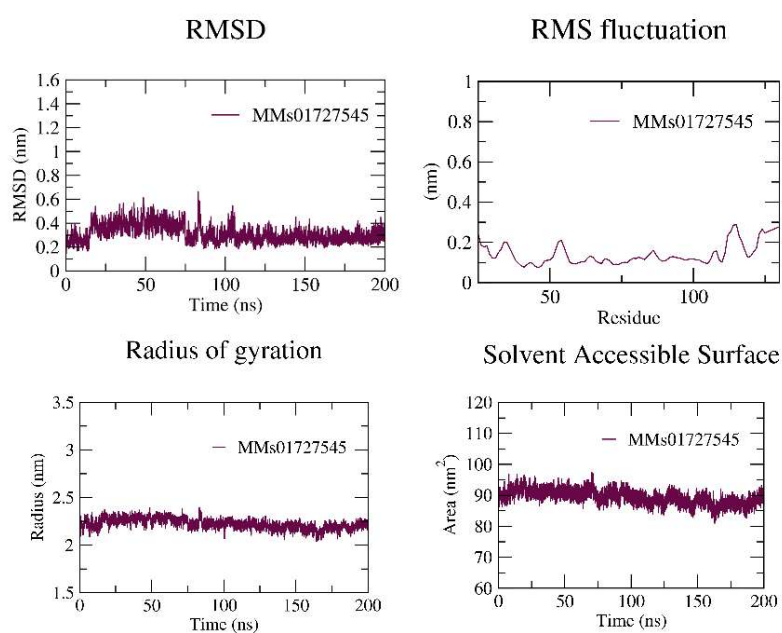 RMSD
1.6
1.4
1.2
1
0.8
0.6
0.4
0.2
0
RMSD (nm)
MMs01727545
0 50 100 150 200
Time (ns)
RMS fluctuation
1
0.8
0.6
0.4
0.2
0
(nm)
MMs01727545
50 100
Residue
Radius of gyration
3.5
3
2.5
2
1.5
Radius (nm)
MMs01727545
0 50 100 150 200
Time (ns)
Solvent Accessible Surface
120
110
100
90
80
70
60
Area (nm²)
MMs01727545
0 50 100 150 200
Time (ns)